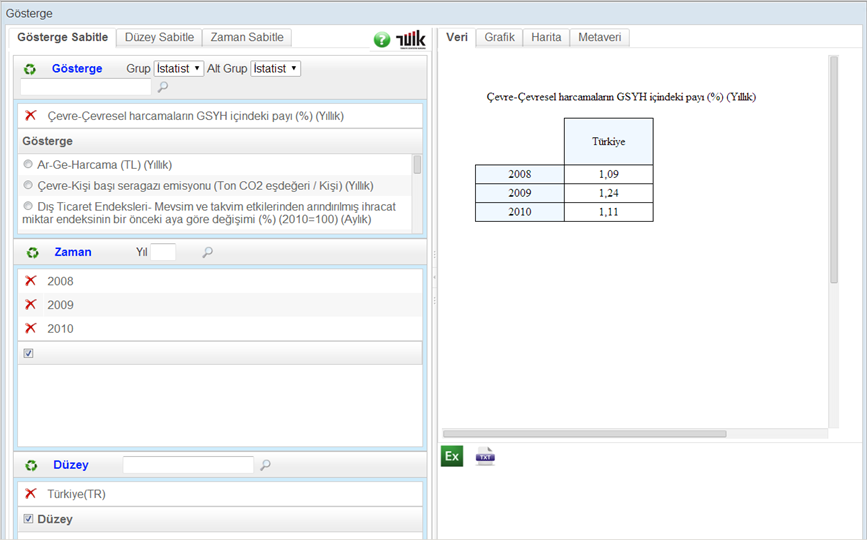 Gösterge
Gösterge Sabitle Düzey Sabitle Zaman Sabitle
? TÜİK
Gösterge Grup İstatist Alt Grup İstatist
Çevre-Çevresel harcamaların GSYH içindeki payı (%) (Yıllık)
Gösterge
Ar-Ge-Harcama (TL) (Yıllık)
Çevre-Kişi başı seragazı emisyonu (Ton CO2 eşdeğeri / Kişi) (Yıllık)
Dış Ticaret Endeksleri- Mevsim ve takvim etkilerinden arındırılmış ihracat
miktar endeksinin bir önceki aya göre değişimi (%) (2010=100) (Aylık)
Zaman Yıl
2008
2009
2010
Düzey
Türkiye(TR)
Düzey
Veri Grafik Harita Metaveri
Çevre-Çevresel harcamaların GSYH içindeki payı (%) (Yıllık)
Türkiye
2008 1,09
2009 1,24
2010 1,11
Ex TXT